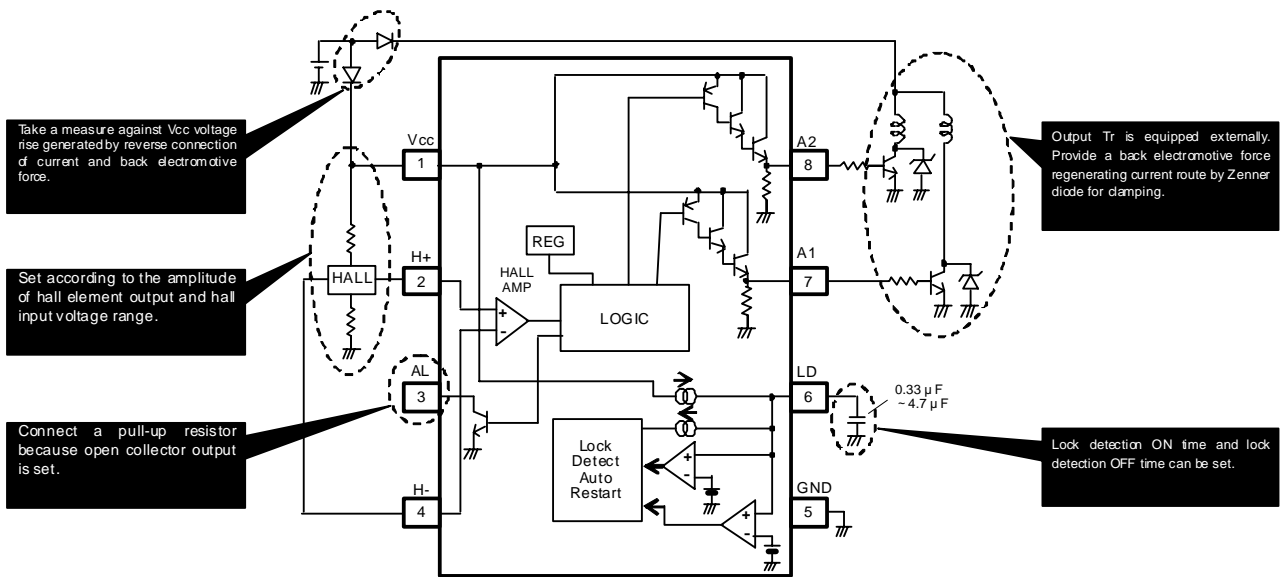 Take a measure against Vcc voltage
rise generated by reverse connection
of current and back electromotive
force.
Set according to the amplitude
of hall element output and hall
input voltage range.
Connect a pull-up resistor
because open collector output
is set.
HALL
Vcc
1
H+
2
AL
3
H-
4
REG
HALL
AMP
+
-
LOGIC
Lock
Detect
Auto
Restart
+
-
+
-
A2
8
A1
7
LD
6
GND
5
0.33 µF
~ 4.7 µF
Output Tr is equipped externally.
Provide a back electromotive force
regenerating current route by Zenner
diode for clamping.
Lock detection ON time and lock
detection OFF time can be set.